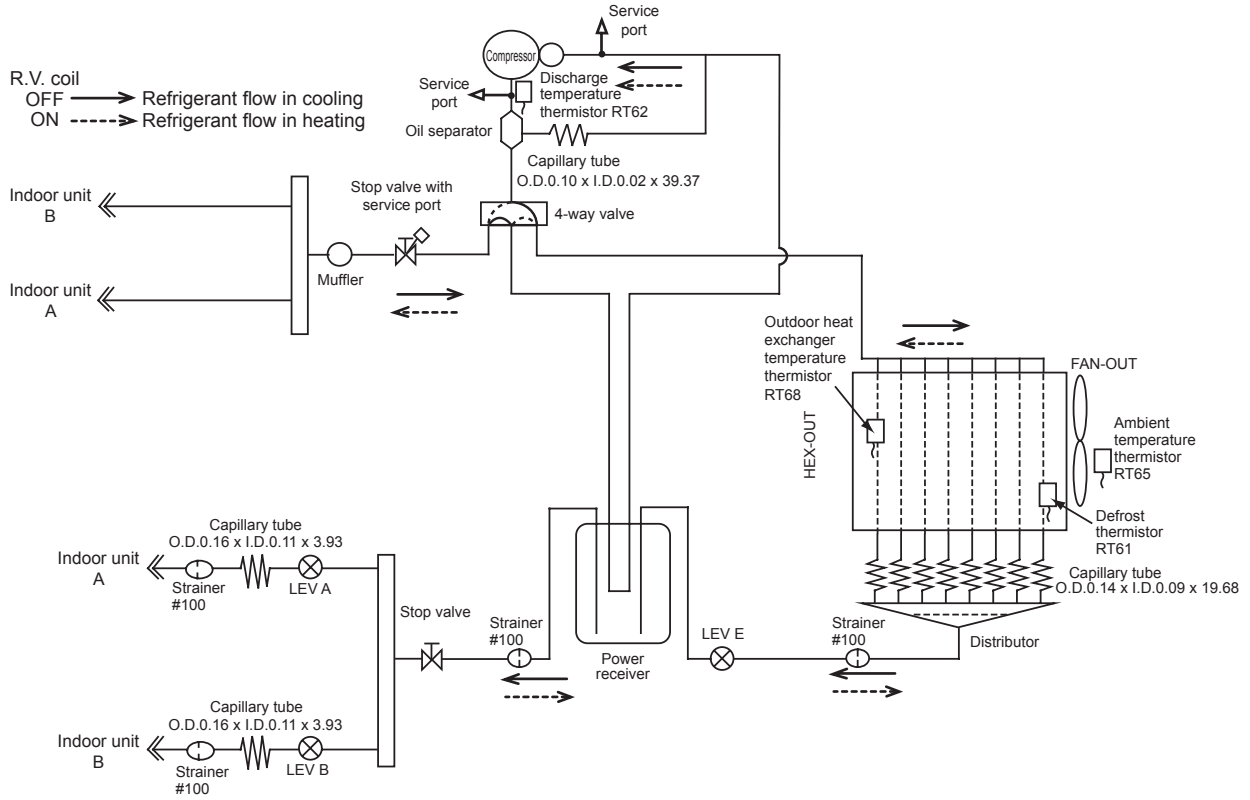 Service
port
Compressor
R.V. coil
OFF Refrigerant flow in cooling
ON Refrigerant flow in heating
Service
port
Discharge
temperature
thermistor RT62
Oil separator
Capillary tube
O.D.0.10 x I.D.0.02 x 39.37
Indoor unit
B
Stop valve with
service port
4-way valve
Muffler
Indoor unit
A
Outdoor heat
exchanger
temperature
thermistor
RT68
FAN-OUT
HEX-OUT
Ambient
temperature
thermistor
RT65
Defrost
thermistor
RT61
Capillary tube
O.D.0.16 x I.D.0.11 x 3.93
Indoor unit
A
Strainer
#100
LEV A
Capillary tube
O.D.0.14 x I.D.0.09 x 19.68
Stop valve
Strainer
#100
Power
receiver
LEV E
Strainer
#100
Distributor
Capillary tube
O.D.0.16 x I.D.0.11 x 3.93
Indoor unit
B
Strainer
#100
LEV B